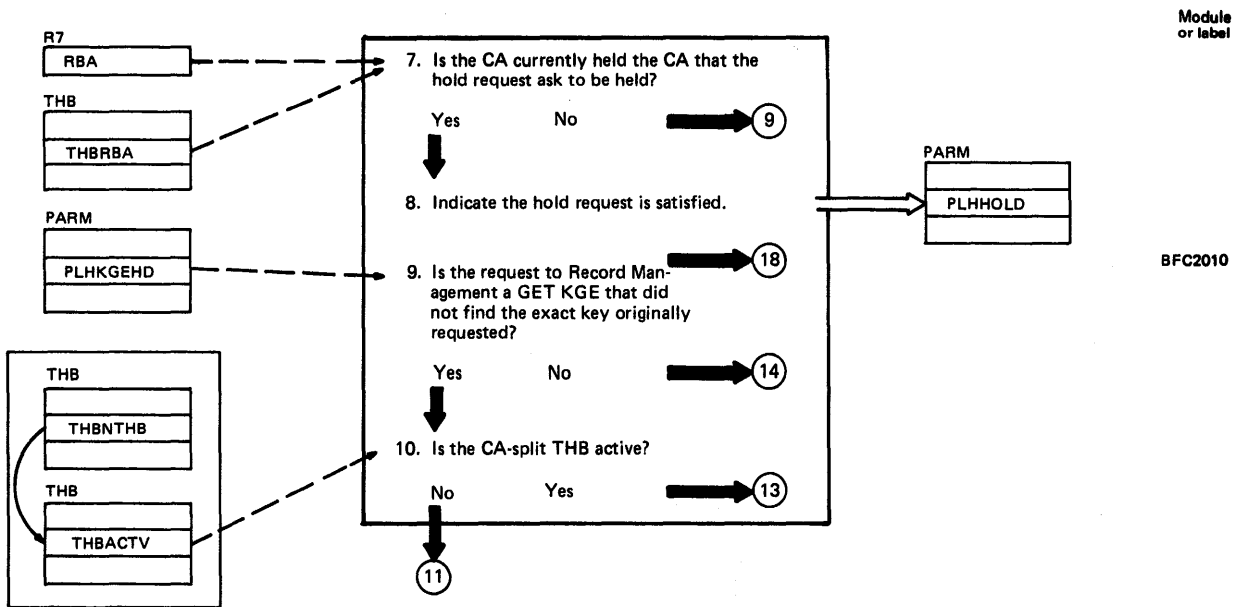 Module
or label
R7
RBA
THB
THBRBA
PARM
PLHKGEHD
THB
THBNTHB
THB
THBACTV
7. Is the CA currently held the CA that the
hold request ask to be held?
Yes No 9
8. Indicate the hold request is satisfied.
18
9. Is the request to Record Man-
agement a GET KGE that did
not find the exact key originally
requested?
Yes No 14
10. Is the CA-split THB active?
No Yes 13
11
PARM
PLHHOLD
BFC2010